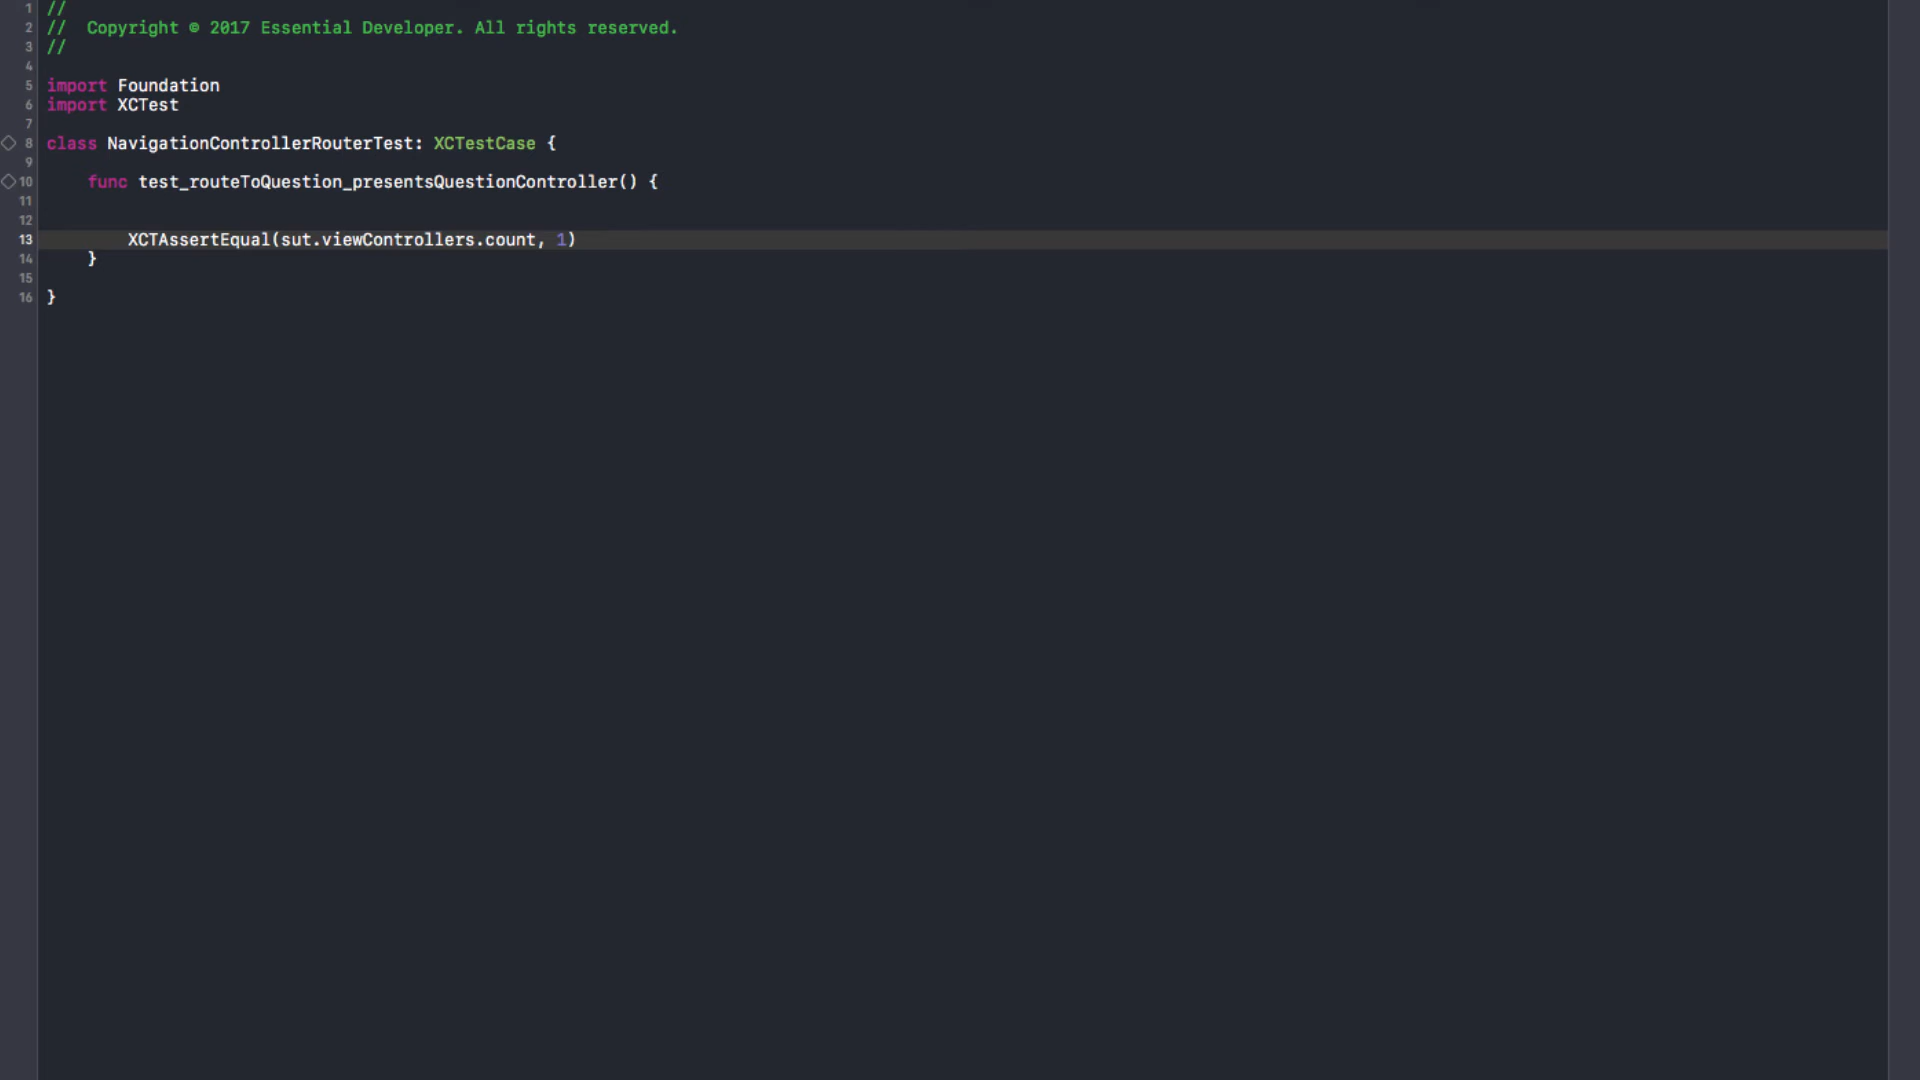 1 //
2 //  Copyright © 2017 Essential Developer. All rights reserved.
3 //
4
5 import Foundation
6 import XCTest
7
8 class NavigationControllerRouterTest: XCTestCase {
9
10     func test_routeToQuestion_presentsQuestionController() {
11
12
13         XCTAssertEqual(sut.viewControllers.count, 1)
14     }
15
16 }